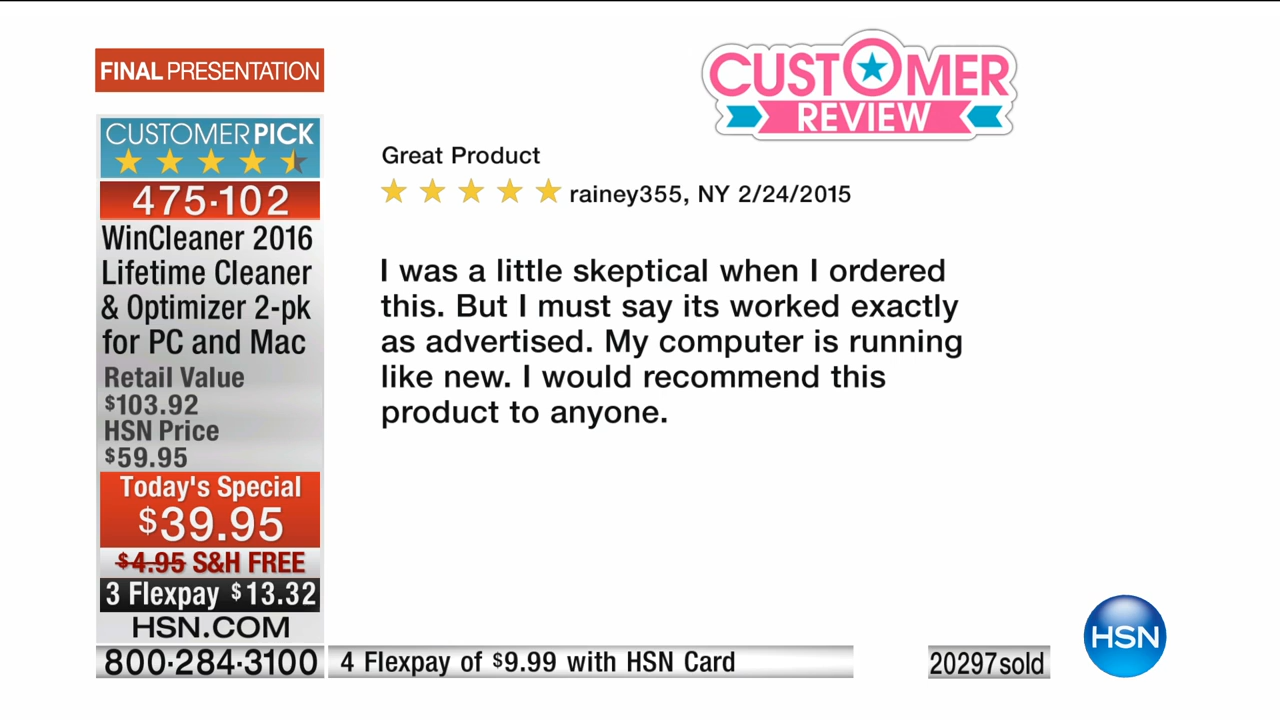 FINAL PRESENTATION
CUSTOMER PICK
475·102
WinCleaner 2016
Lifetime Cleaner
& Optimizer 2-pk
for PC and Mac
Retail Value
$103.92
HSN Price
$59.95
Today's Special
$39.95
$4.95 S&H FREE
3 Flexpay $13.32
HSN.COM
800·284·3100
CUSTOMER
REVIEW
Great Product
rainey355, NY 2/24/2015
I was a little skeptical when I ordered
this. But I must say its worked exactly
as advertised. My computer is running
like new. I would recommend this
product to anyone.
4 Flexpay of $9.99 with HSN Card
20297 sold
HSN